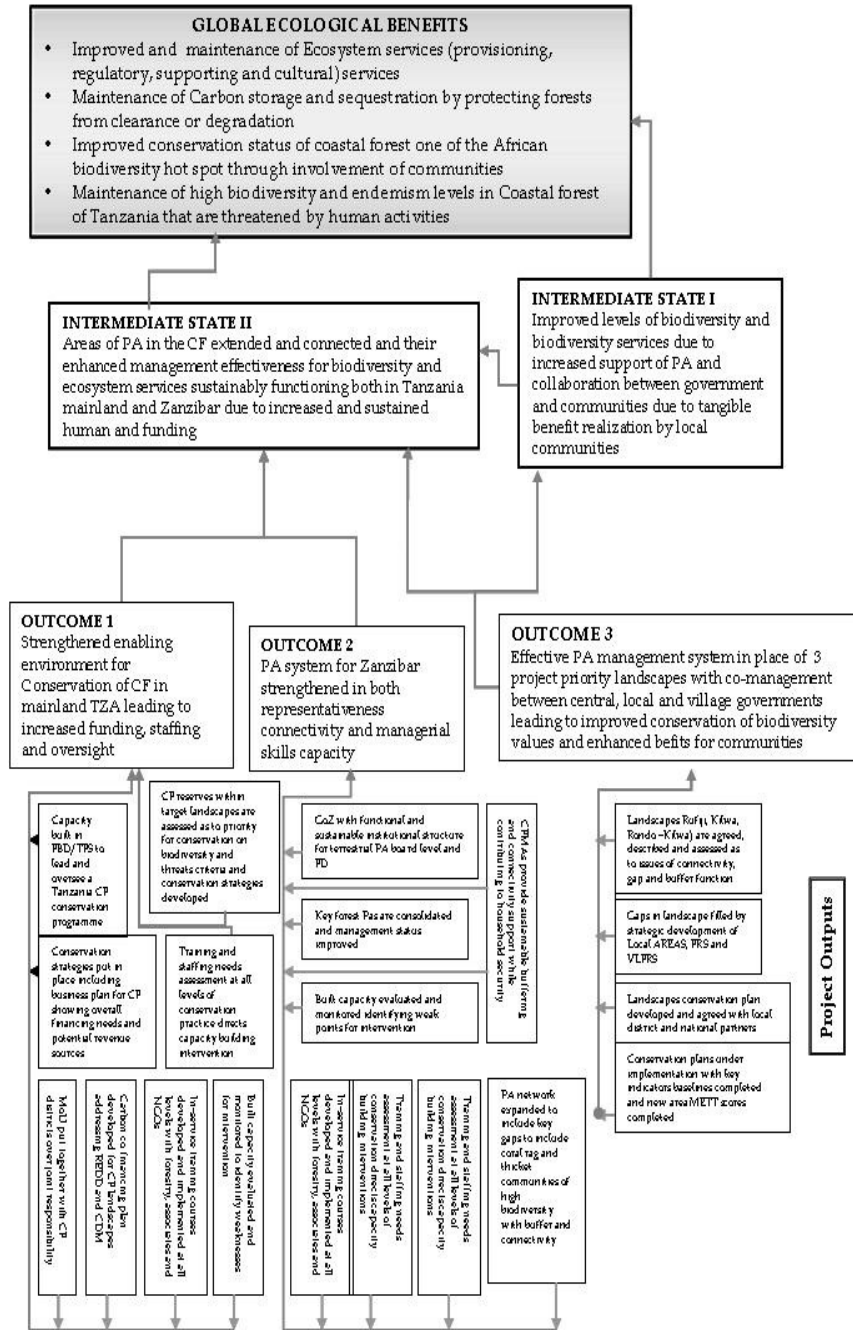 GLOBAL ECOLOGICAL BENEFITS
• Improved and maintenance of Ecosystem services (provisioning,
regulatory, supporting and cultural) services
• Maintenance of Carbon storage and sequestration by protecting forests
from clearance or degradation
• Improved conservation status of coastal forest one of the African
biodiversity hot spot through involvement of communities
• Maintenance of high biodiversity and endemism levels in Coastal forest
of Tanzania that are threatened by human activities
INTERMEDIATE STATE II
Areas of PA in the CF extended and connected and their
enhanced management effectiveness for biodiversity and
ecosystem services sustainably functioning both in Tanzania
mainland and Zanzibar due to increased and sustained
human and funding
INTERMEDIATE STATE I
Improved levels of biodiversity and
biodiversity services due to
increased support of PA and
collaboration between government
and communities due to tangible
benefit realization by local
communities
OUTCOME 1
Strengthened enabling
environment for
Conservation of CF in
mainland TZA leading to
increased funding, staffing
and oversight
OUTCOME 2
PA system for Zanzibar
strengthened in both
representativeness
connectivity and managerial
skills capacity
OUTCOME 3
Effective PA management system in place of 3
project priority landscapes with co-management
between central, local and village governments
leading to improved conservation of biodiversity
values and enhanced befits for communities
Capacity
built in
FBD/TFS to
lead and
oversee a
Tanzania CF
conservation
programme
CF reserves within
target landscapes are
assessed as to priority
for conservation on
biodiversity and
threats criteria and
conservation strategies
developed
Conservation
strategies put in
place including
business plan for CF
showing overall
financing needs and
potential revenue
sources
Training and
staffing needs
assessment at all
levels of
conservation
practice directs
capacity building
intervention
MoU put together with CF
districts over joint responsibility
Carbon co financing plan
developed for CF landscapes
addressing REDD and CDM
In-service training courses
developed and implemented at all
levels with forestry, associates and
NGOs
Built capacity evaluated and
monitored to identify weaknesses
for intervention
GoZ with functional and
sustainable institutional structure
for terrestrial PA board level and
FD
Key forest Pas are consolidated
and management status
improved
Built capacity evaluated and
monitored identifying weak
points for intervention
CFMAs provide sustainable buffering
and connectivity support while
contributing to household security
In-service training courses
developed and implemented at all
levels with forestry, associates and
NGOs
Training and staffing needs
assessment at all levels of
conservation directs capacity
building interventions
Training and staffing needs
assessment at all levels of
conservation directs capacity
building interventions
PA network
expanded to
include key
gaps to include
coral rag and
thicket
communities of
high
biodiversity
with buffer and
connectivity
Landscapes Rufiji, Kilwa,
Rondo-Kilwa) are agreed,
described and assessed as
to issues of connectivity,
gap and buffer function
Gaps in landscape filled by
strategic development of
Local AREAS, FRS and
VLFRS
Landscapes conservation plan
developed and agreed with local
district and national partners
Conservation plans under
implementation with key
indicators baselines completed
and new area METT scores
completed
Project Outputs